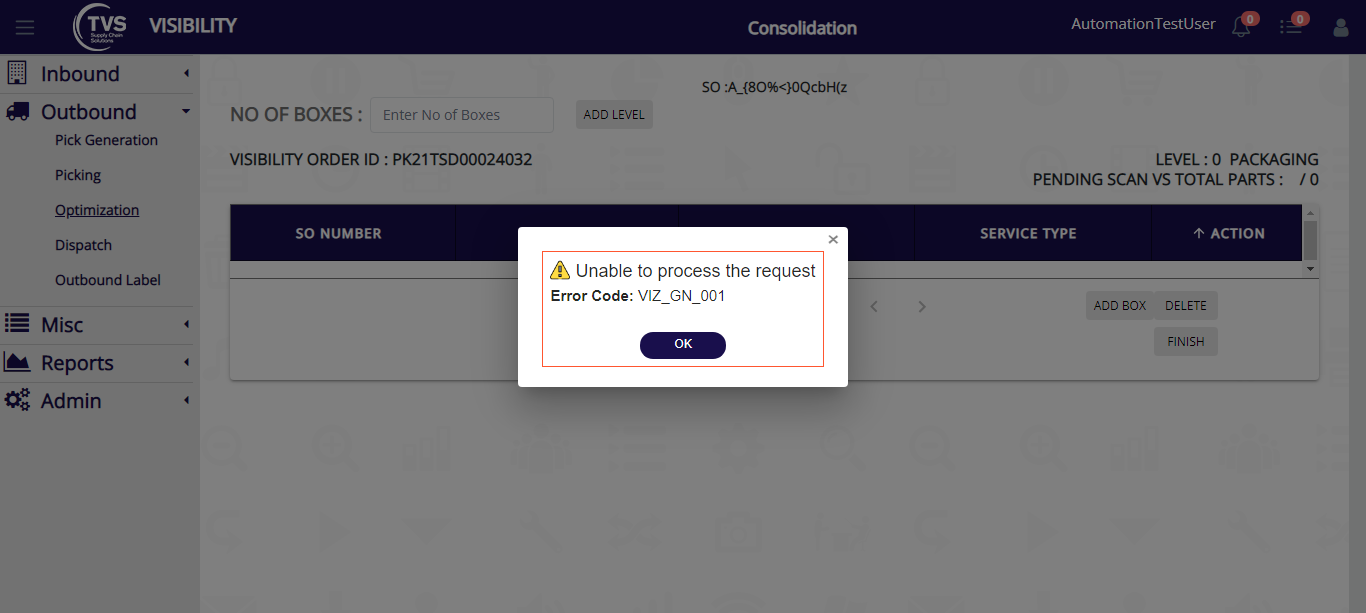 TVS
Supply Chain
Solutions
VISIBILITY
Consolidation
AutomationTestUser
0
0
Inbound
Outbound
Pick Generation
Picking
Optimization
Dispatch
Outbound Label
Misc
Reports
Admin
SO :A_{8O%<}0QcbH(z
NO OF BOXES :
Enter No of Boxes
ADD LEVEL
VISIBILITY ORDER ID : PK21TSD00024032
LEVEL : 0 PACKAGING
PENDING SCAN VS TOTAL PARTS : / 0
SO NUMBER
SERVICE TYPE
↑ ACTION
×
Unable to process the request
Error Code: VIZ_GN_001
OK
ADD BOX
DELETE
FINISH